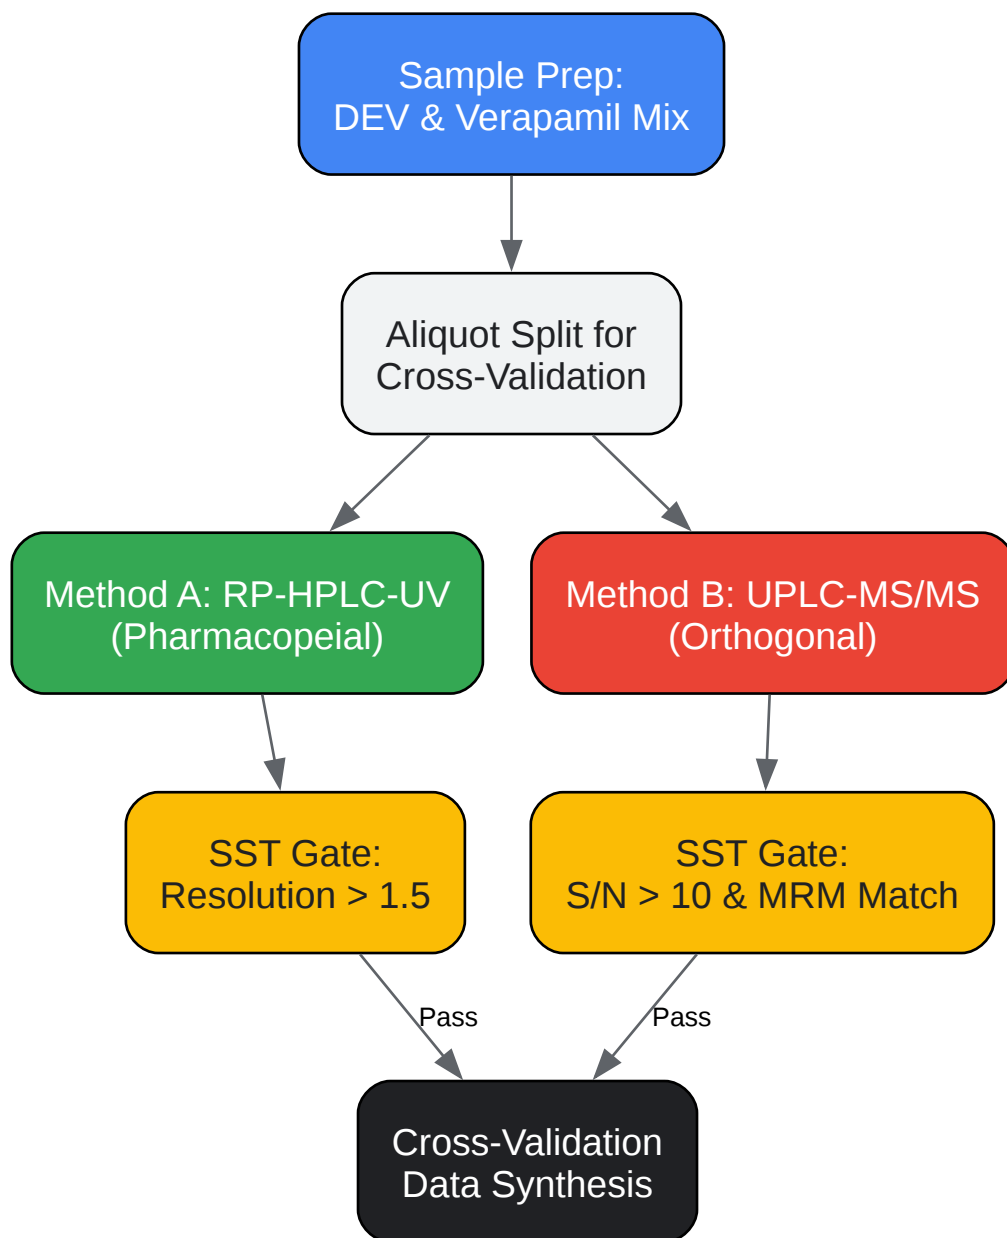 Sample Prep:
DEV & Verapamil Mix
Aliquot Split for
Cross-Validation
Method A: RP-HPLC-UV
(Pharmacopeial)
Method B: UPLC-MS/MS
(Orthogonal)
SST Gate:
Resolution > 1.5
SST Gate:
S/N > 10 & MRM Match
Pass
Pass
Cross-Validation
Data Synthesis